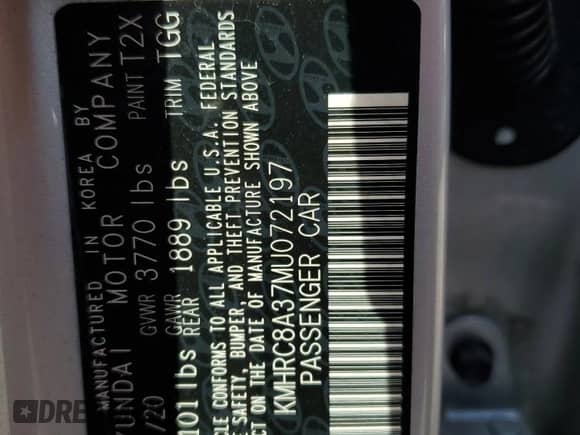 MANUFACTURED IN KOREA BY
YUNDAI MOTOR COMPANY
/20 GVWR 3770 lbs PAINT T2X
GAWR
101 lbs REAR 1889 lbs TRIM TGG
CLE CONFORMS TO ALL APPLICABLE U.S.A. FEDERAL
E SAFETY, BUMPER, AND THEFT PREVENTION STANDARDS
CT ON THE DATE OF MANUFACTURE SHOWN ABOVE
KMHRC8A37MU072197
PASSENGER CAR